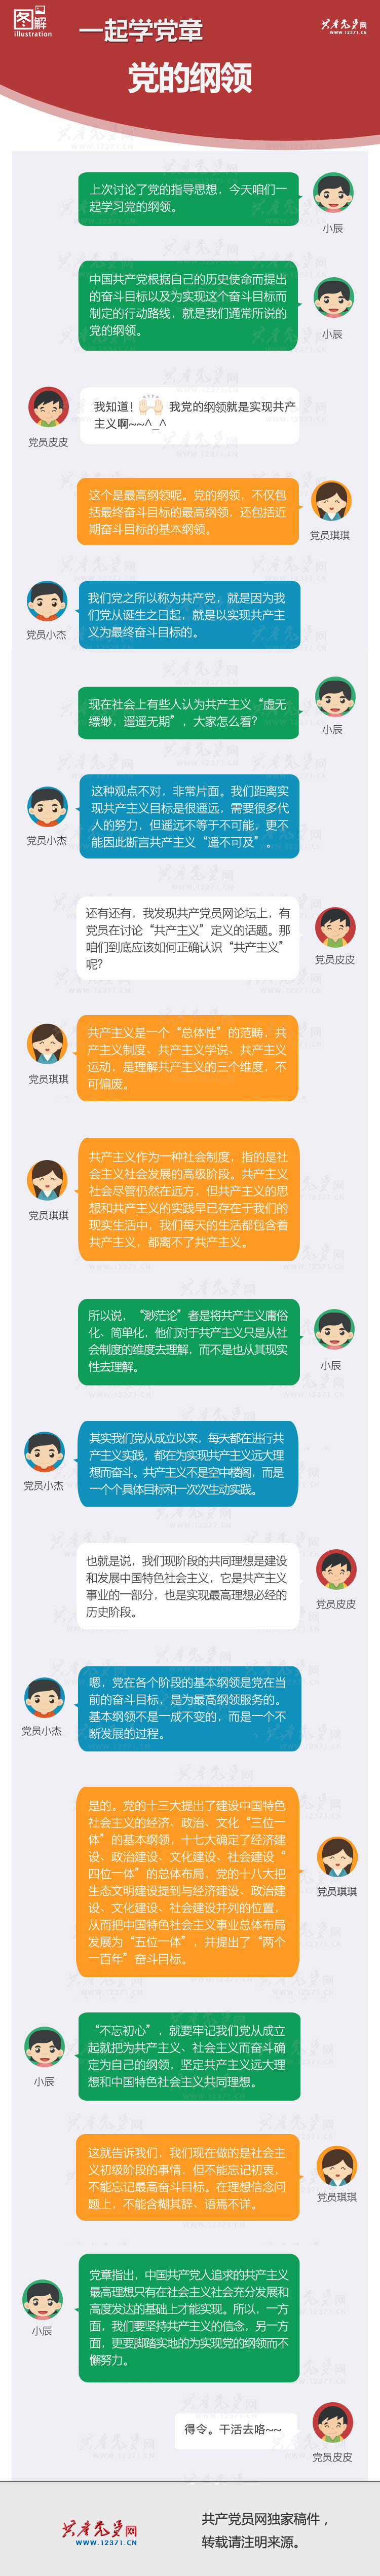 图解
illustration
一起学党章
共产党员网
WWW.12371.CN
党的纲领
上次讨论了党的指导思想，今天咱们一
起学习党的纲领。
小辰
中国共产党根据自己的历史使命而提出
的奋斗目标以及为实现这个奋斗目标而
制定的行动路线，就是我们通常所说的
党的纲领。
小辰
我知道！ 我党的纲领就是实现共产
主义啊~~^_^
党员皮皮
这个是最高纲领呢。党的纲领，不仅包
括最终奋斗目标的最高纲领，还包括近
期奋斗目标的基本纲领。
党员琪琪
我们党之所以称为共产党，就是因为我
们党从诞生之日起，就是以实现共产主
义为最终奋斗目标的。
党员小杰
现在社会上有些人认为共产主义“虚无
缥缈，遥遥无期”，大家怎么看？
小辰
这种观点不对，非常片面。我们距离实
现共产主义目标是很遥远，需要很多代
人的努力，但遥远不等于不可能，更不
能因此断言共产主义“遥不可及”。
党员小杰
还有还有，我发现共产党员网论坛上，有
党员在讨论“共产主义”定义的话题。那
咱们到底应该如何正确认识“共产主义”
呢？
党员皮皮
共产主义是一个“总体性”的范畴，共
产主义制度、共产主义学说、共产主义
运动，是理解共产主义的三个维度，不
可偏废。
党员琪琪
共产主义作为一种社会制度，指的是社
会主义社会发展的高级阶段。共产主义
社会尽管仍然在远方，但共产主义的思
想和共产主义的实践早已存在于我们的
现实生活中，我们每天的生活都包含着
共产主义，都离不了共产主义。
党员琪琪
所以说，“渺茫论”者是将共产主义庸俗
化、简单化，他们对于共产主义只是从社
会制度的维度去理解，而不是也从其现实
性去理解。
小辰
其实我们党从成立以来，每天都在进行共
产主义实践，都在为实现共产主义远大理
想而奋斗。共产主义不是空中楼阁，而是
一个个具体目标和一次次生动实践。
党员小杰
也就是说，我们现阶段的共同理想是建设
和发展中国特色社会主义，它是共产主义
事业的一部分，也是实现最高理想必经的
历史阶段。
党员皮皮
嗯，党在各个阶段的基本纲领是党在当
前的奋斗目标，是为最高纲领服务的。
基本纲领不是一成不变的，而是一个不
断发展的过程。
党员小杰
是的。党的十三大提出了建设中国特色
社会主义的经济、政治、文化“三位一
体”的基本纲领，十七大确定了经济建
设、政治建设、文化建设、社会建设“
四位一体”的总体布局，党的十八大把
生态文明建设提到与经济建设、政治建
设、文化建设、社会建设并列的位置，
从而把中国特色社会主义事业总体布局
发展为“五位一体”，并提出了“两个
一百年”奋斗目标。
党员琪琪
“不忘初心”，就要牢记我们党从成立
起就把为共产主义、社会主义而奋斗确
定为自己的纲领，坚定共产主义远大理
想和中国特色社会主义共同理想。
小辰
这就告诉我们，我们现在做的是社会主
义初级阶段的事情，但不能忘记初衷，
不能忘记最高奋斗目标。在理想信念问
题上，不能含糊其辞、语焉不详。
党员琪琪
党章指出，中国共产党人追求的共产主义
最高理想只有在社会主义社会充分发展和
高度发达的基础上才能实现。所以，一方
面，我们要坚持共产主义的信念，另一方
面，更要脚踏实地的为实现党的纲领而不
懈努力。
小辰
得令。干活去咯~~
党员皮皮
共产党员网
WWW.12371.CN
共产党员网独家稿件，
转载请注明来源。